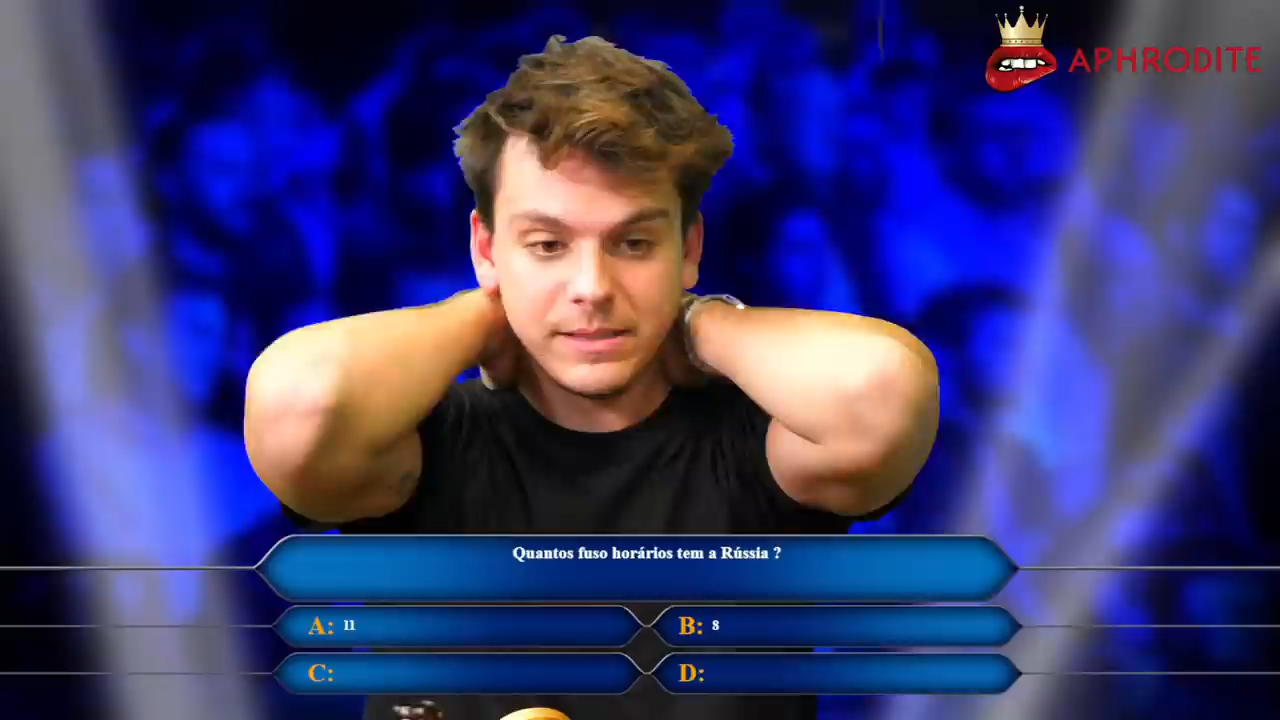 APHRODITE
Quantos fuso horários tem a Rússia ?
A: 11
B: 8
C:
D: